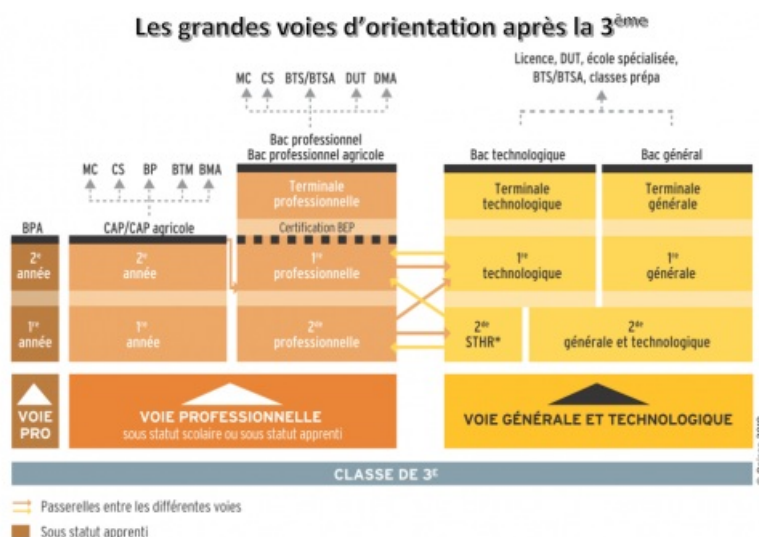 Les grandes voies d'orientation après la 3ème
Licence, DUT, école spécialisée,
BTS/BTSA, classes prépa
MC CS BTS/BTSA DUT DMA
Bac professionnel
Bac professionnel agricole
Bac technologique
Bac général
MC CS BP BTM BMA
Terminale
professionnelle
Terminale
technologique
Terminale
générale
BPA
CAP/CAP agricole
Certification BEP
2e
année
2e
année
1re
professionnelle
1re
technologique
1re
générale
1re
année
1re
année
2de
professionnelle
2de
STHR*
2de
générale et technologique
VOIE
PRO
VOIE PROFESSIONNELLE
sous statut scolaire ou sous statut apprenti
VOIE GÉNÉRALE ET TECHNOLOGIQUE
CLASSE DE 3E
Passerelles entre les différentes voies
Sous statut apprenti